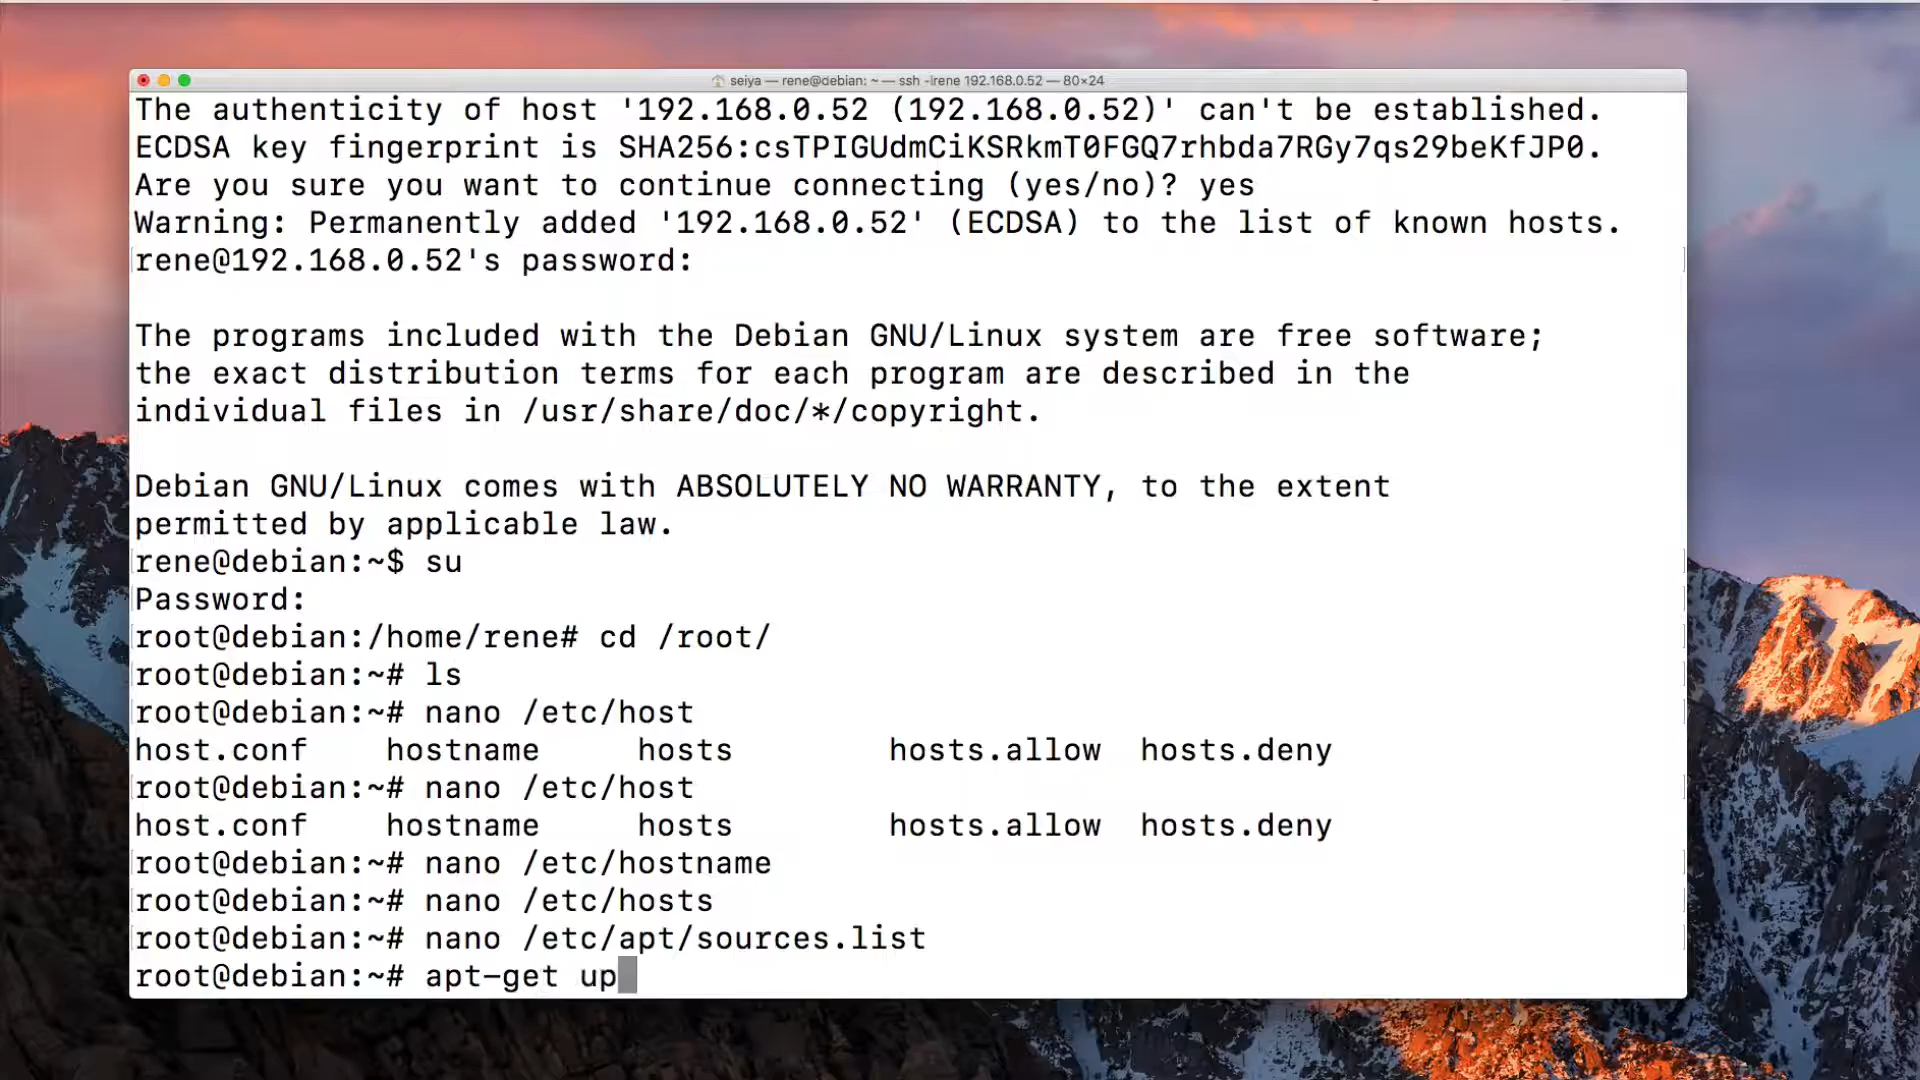 seiya — rene@debian: ~ — ssh -lrene 192.168.0.52 — 80×24
The authenticity of host '192.168.0.52 (192.168.0.52)' can't be established.
ECDSA key fingerprint is SHA256:csTPIGUdmCiKSRkmT0FGQ7rhbda7RGy7qs29beKfJP0.
Are you sure you want to continue connecting (yes/no)? yes
Warning: Permanently added '192.168.0.52' (ECDSA) to the list of known hosts.
rene@192.168.0.52's password:
The programs included with the Debian GNU/Linux system are free software;
the exact distribution terms for each program are described in the
individual files in /usr/share/doc/*/copyright.
Debian GNU/Linux comes with ABSOLUTELY NO WARRANTY, to the extent
permitted by applicable law.
rene@debian:~$ su
Password:
root@debian:/home/rene# cd /root/
root@debian:~# ls
root@debian:~# nano /etc/host
host.conf    hostname     hosts        hosts.allow  hosts.deny
root@debian:~# nano /etc/host
host.conf    hostname     hosts        hosts.allow  hosts.deny
root@debian:~# nano /etc/hostname
root@debian:~# nano /etc/hosts
root@debian:~# nano /etc/apt/sources.list
root@debian:~# apt-get up